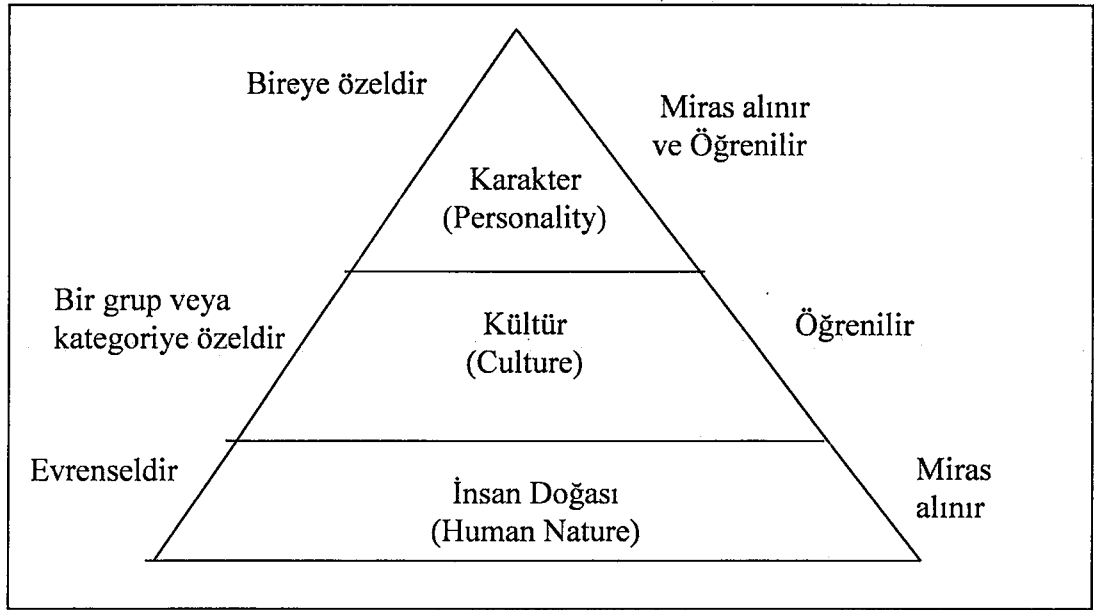 Bireye özeldir
Miras alınır
ve Öğrenilir
Karakter
(Personality)
Bir grup veya
kategoriye özeldir
Kültür
(Culture)
Öğrenilir
Evrenseldir
İnsan Doğası
(Human Nature)
Miras
alınır